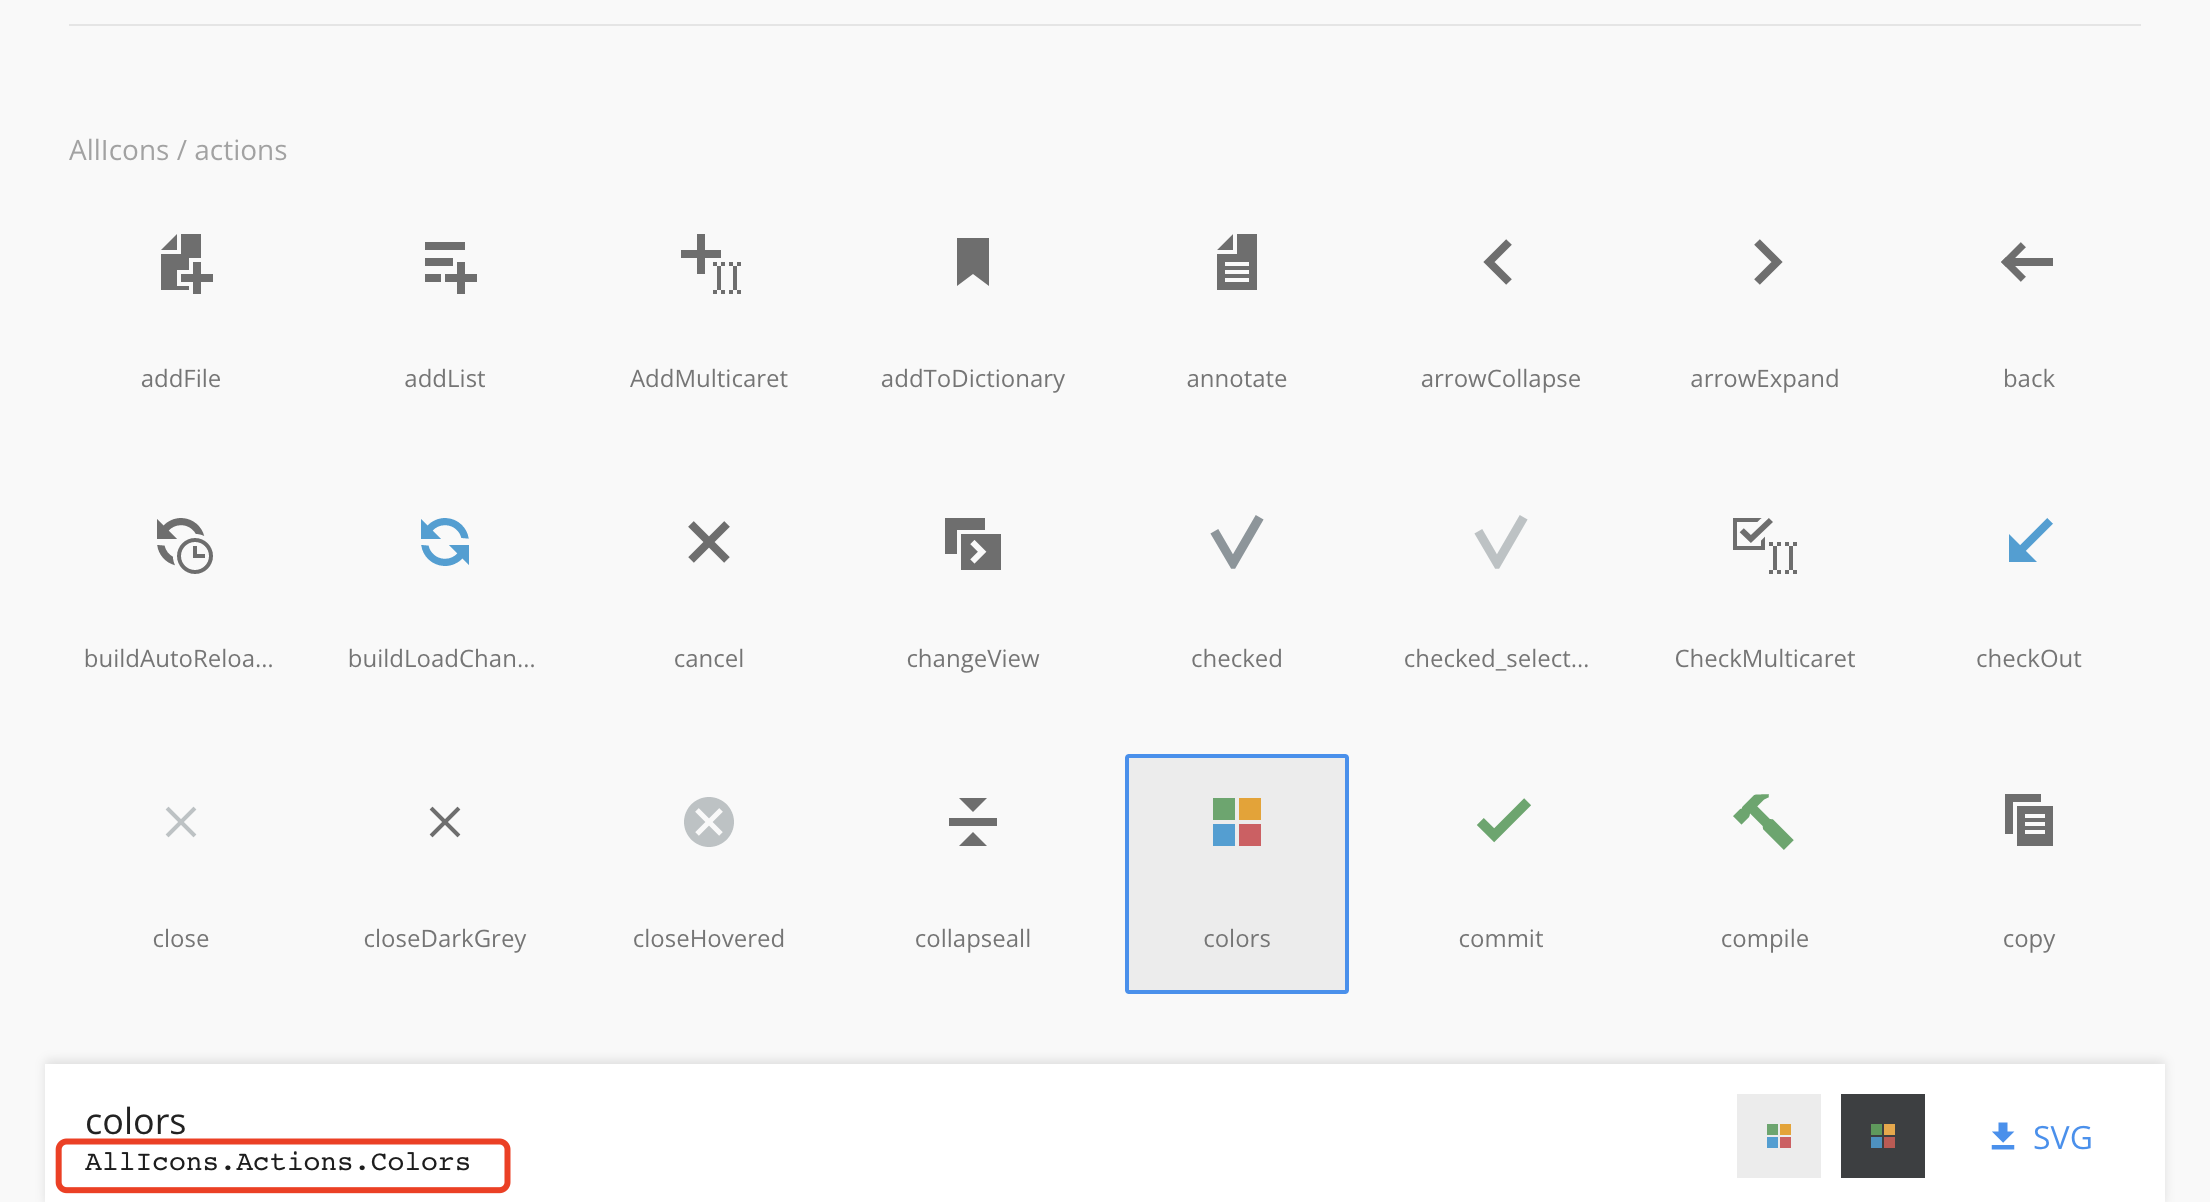 AllIcons / actions
addFile addList AddMulticaret addToDictionary annotate arrowCollapse arrowExpand back
buildAutoReloa... buildLoadChan... cancel changeView checked checked_select... CheckMulticaret checkOut
close closeDarkGrey closeHovered collapseall colors commit compile copy
colors
AllIcons.Actions.Colors
SVG